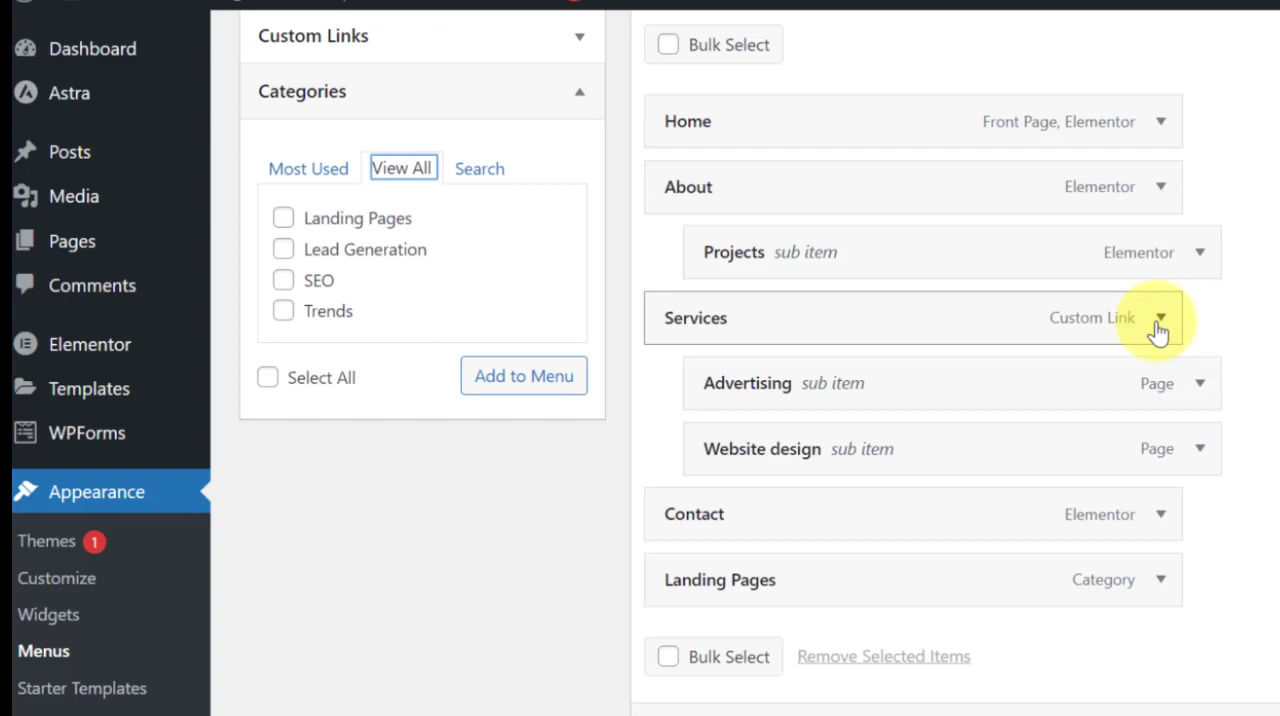 Dashboard
Astra
Posts
Media
Pages
Comments
Elementor
Templates
WPForms
Appearance
Themes 1
Customize
Widgets
Menus
Starter Templates
Custom Links
Categories
Most Used View All Search
Landing Pages
Lead Generation
SEO
Trends
Select All Add to Menu
Bulk Select
Home Front Page, Elementor
About Elementor
Projects sub item Elementor
Services Custom Link
Advertising sub item Page
Website design sub item Page
Contact Elementor
Landing Pages Category
Bulk Select Remove Selected Items